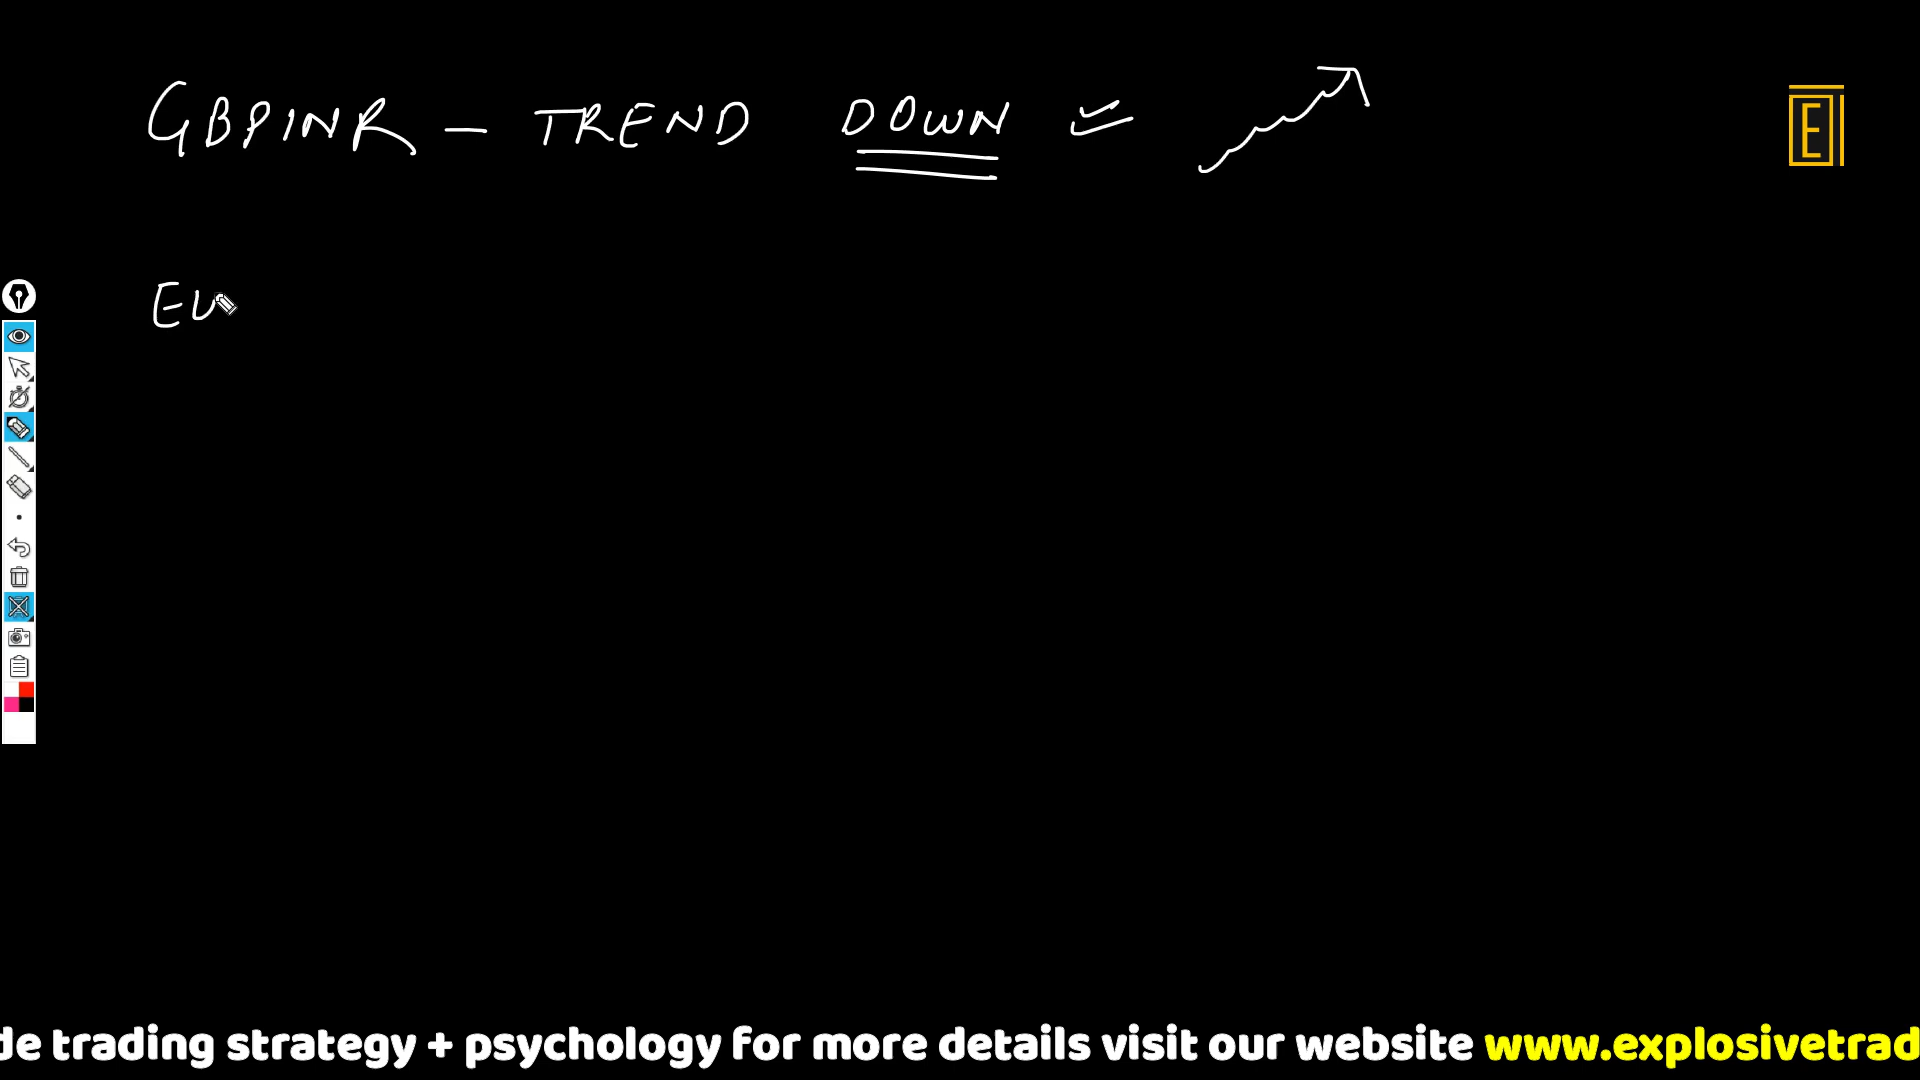 GBPINR - TREND DOWN
E
EU
de trading strategy + psychology for more details visit our website www.explosivetrad